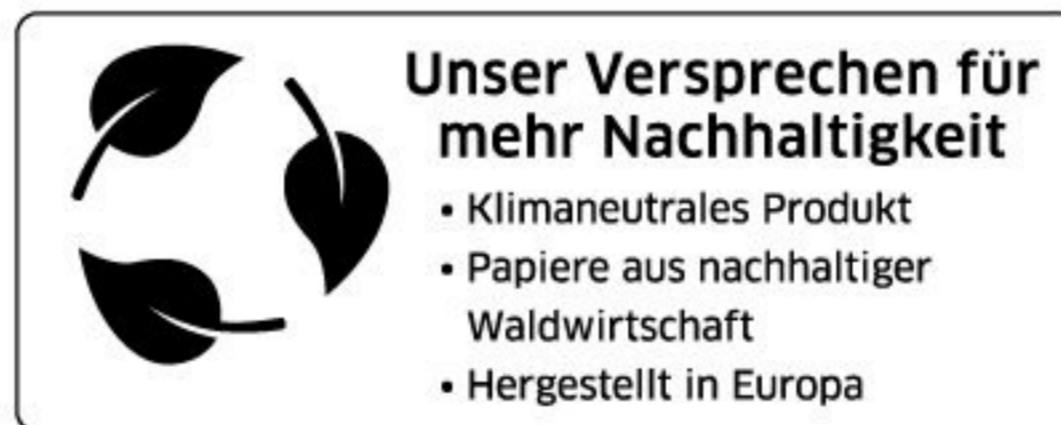 Unser Versprechen für
mehr Nachhaltigkeit
• Klimaneutrales Produkt
• Papiere aus nachhaltiger
Waldwirtschaft
• Hergestellt in Europa